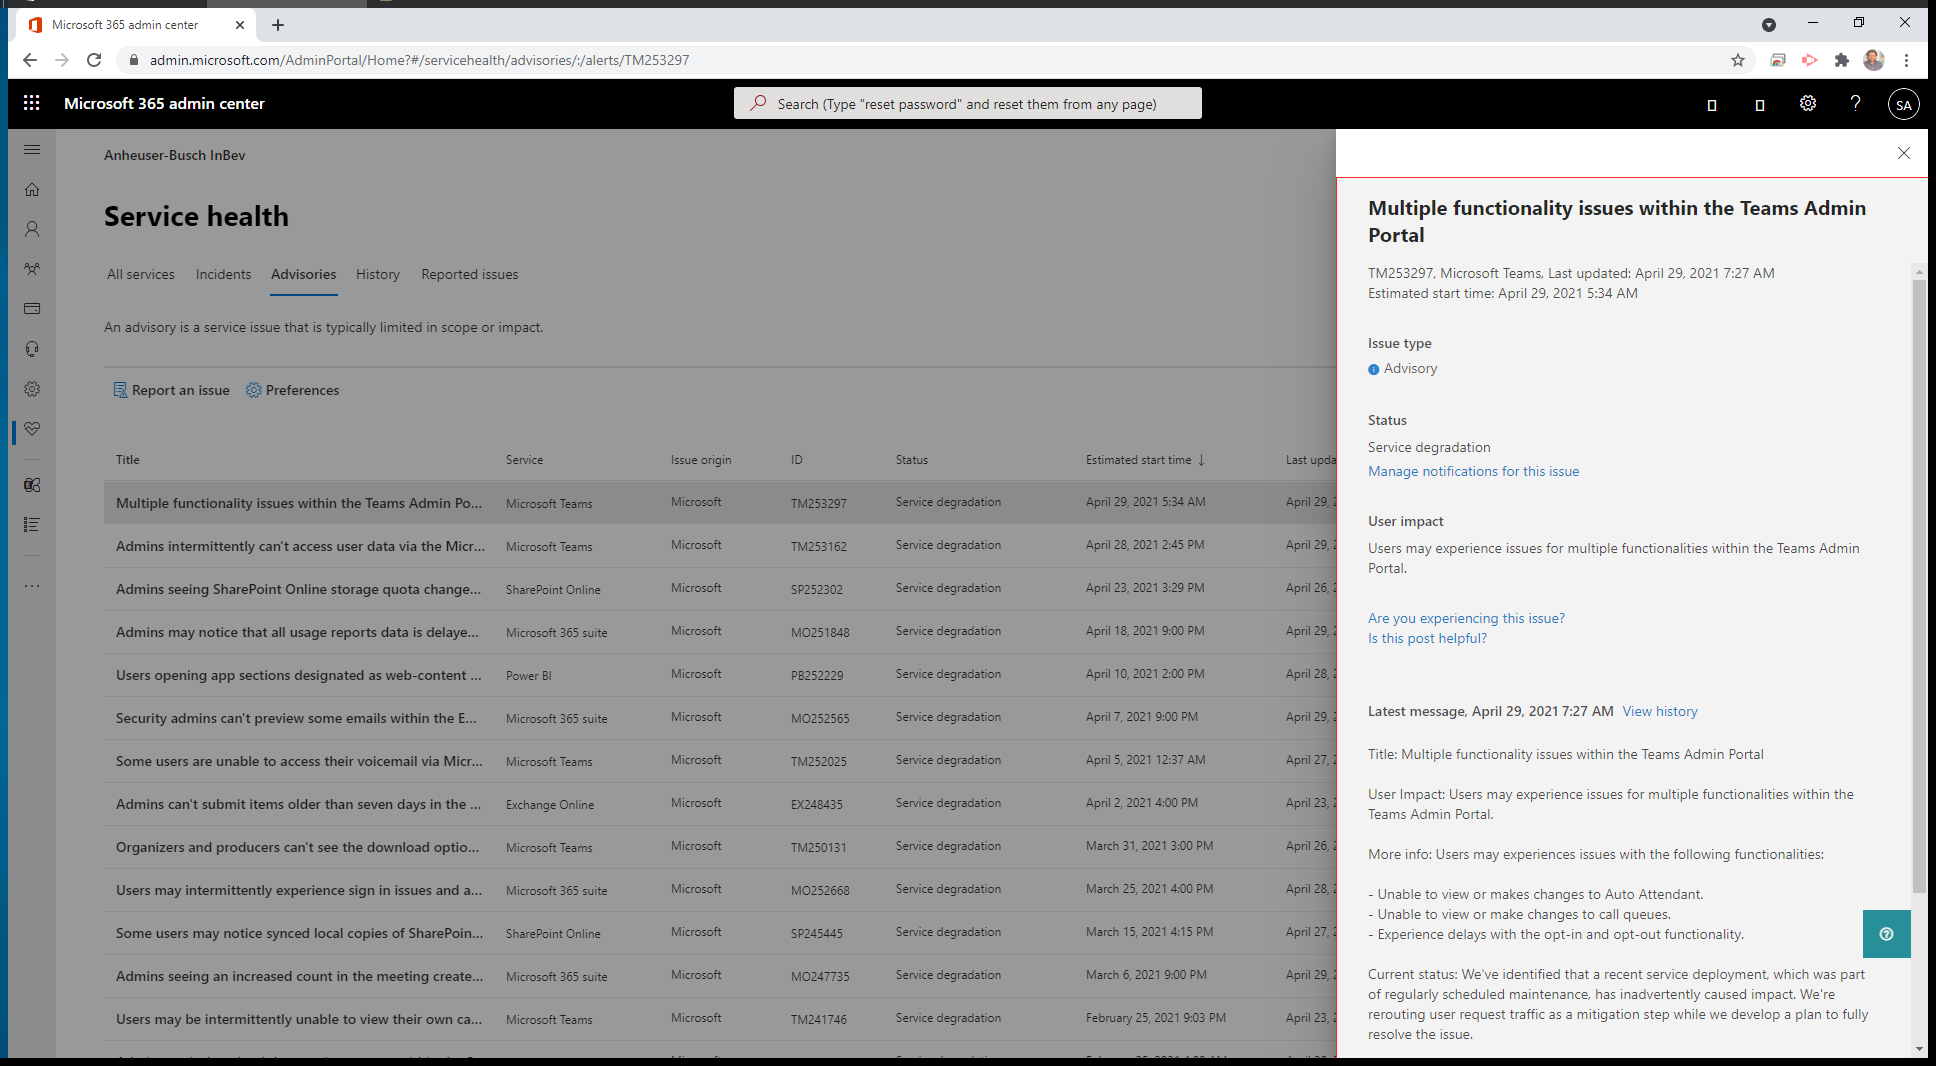 Microsoft 365 admin center
admin.microsoft.com/AdminPortal/Home?#/servicehealth/advisories/:/alerts/TM253297
Microsoft 365 admin center
Search (Type "reset password" and reset them from any page)
SA
Anheuser-Busch InBev
Service health
All services Incidents Advisories History Reported issues
An advisory is a service issue that is typically limited in scope or impact.
Report an issue Preferences
Title Service Issue origin ID Status Estimated start time ↓ Last upda
Multiple functionality issues within the Teams Admin Po... Microsoft Teams Microsoft TM253297 Service degradation April 29, 2021 5:34 AM April 29, 2
Admins intermittently can't access user data via the Micr... Microsoft Teams Microsoft TM253162 Service degradation April 28, 2021 2:45 PM April 29, 2
Admins seeing SharePoint Online storage quota change... SharePoint Online Microsoft SP252302 Service degradation April 23, 2021 3:29 PM April 26, 2
Admins may notice that all usage reports data is delaye... Microsoft 365 suite Microsoft MO251848 Service degradation April 18, 2021 9:00 PM April 29, 2
Users opening app sections designated as web-content ... Power BI Microsoft PB252229 Service degradation April 10, 2021 2:00 PM April 28, 2
Security admins can't preview some emails within the E... Microsoft 365 suite Microsoft MO252565 Service degradation April 7, 2021 9:00 PM April 29, 2
Some users are unable to access their voicemail via Micr... Microsoft Teams Microsoft TM252025 Service degradation April 5, 2021 12:37 AM April 27, 2
Admins can't submit items older than seven days in the ... Exchange Online Microsoft EX248435 Service degradation April 2, 2021 4:00 PM April 23, 2
Organizers and producers can't see the download optio... Microsoft Teams Microsoft TM250131 Service degradation March 31, 2021 3:00 PM April 26, 2
Users may intermittently experience sign in issues and a... Microsoft 365 suite Microsoft MO252668 Service degradation March 25, 2021 4:00 PM April 28, 2
Some users may notice synced local copies of SharePoin... SharePoint Online Microsoft SP245445 Service degradation March 15, 2021 4:15 PM April 27, 2
Admins seeing an increased count in the meeting create... Microsoft 365 suite Microsoft MO247735 Service degradation March 6, 2021 9:00 PM April 29, 2
Users may be intermittently unable to view their own ca... Microsoft Teams Microsoft TM241746 Service degradation February 25, 2021 9:03 PM April 23, 2
Multiple functionality issues within the Teams Admin
Portal
TM253297, Microsoft Teams, Last updated: April 29, 2021 7:27 AM
Estimated start time: April 29, 2021 5:34 AM
Issue type
Advisory
Status
Service degradation
Manage notifications for this issue
User impact
Users may experience issues for multiple functionalities within the Teams Admin
Portal.
Are you experiencing this issue?
Is this post helpful?
Latest message, April 29, 2021 7:27 AM View history
Title: Multiple functionality issues within the Teams Admin Portal
User Impact: Users may experience issues for multiple functionalities within the
Teams Admin Portal.
More info: Users may experiences issues with the following functionalities:
- Unable to view or makes changes to Auto Attendant.
- Unable to view or make changes to call queues.
- Experience delays with the opt-in and opt-out functionality.
Current status: We've identified that a recent service deployment, which was part
of regularly scheduled maintenance, has inadvertently caused impact. We're
rerouting user request traffic as a mitigation step while we develop a plan to fully
resolve the issue.